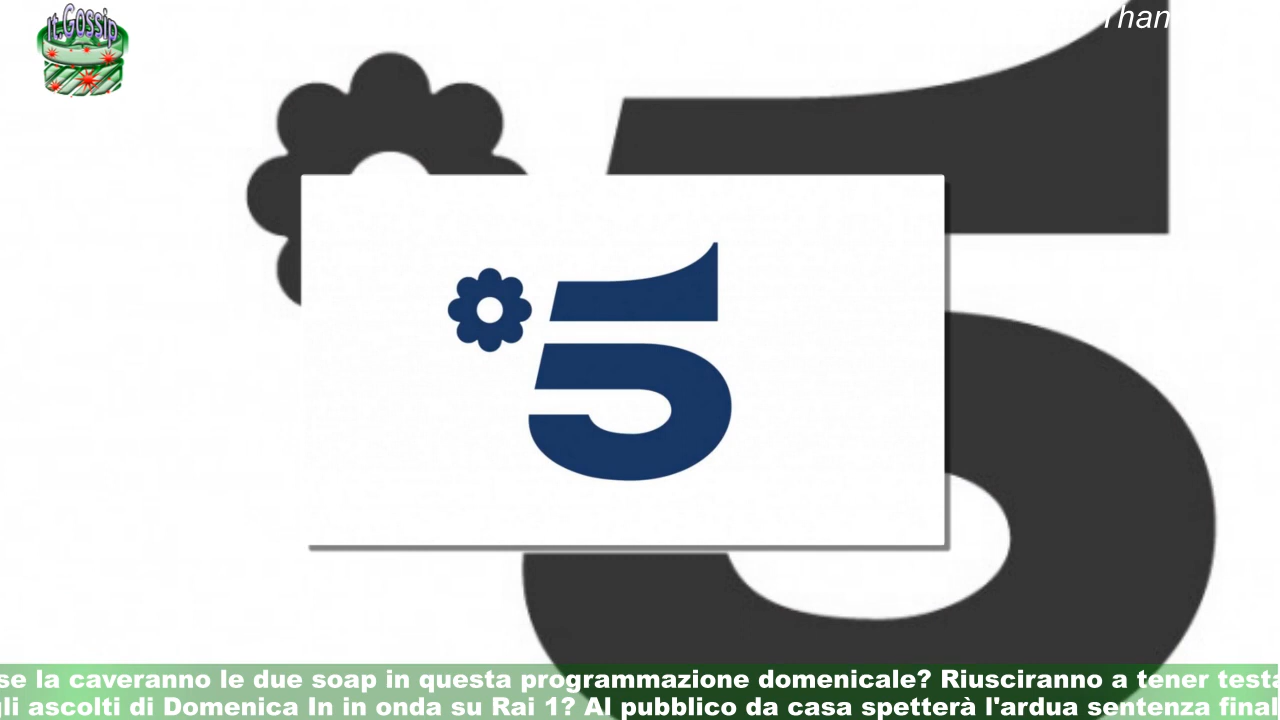 It.Gossip
5
se la caveranno le due soap in questa programmazione domenicale? Riusciranno a tener testa
gli ascolti di Domenica In in onda su Rai 1? Al pubblico da casa spetterà l'ardua sentenza final